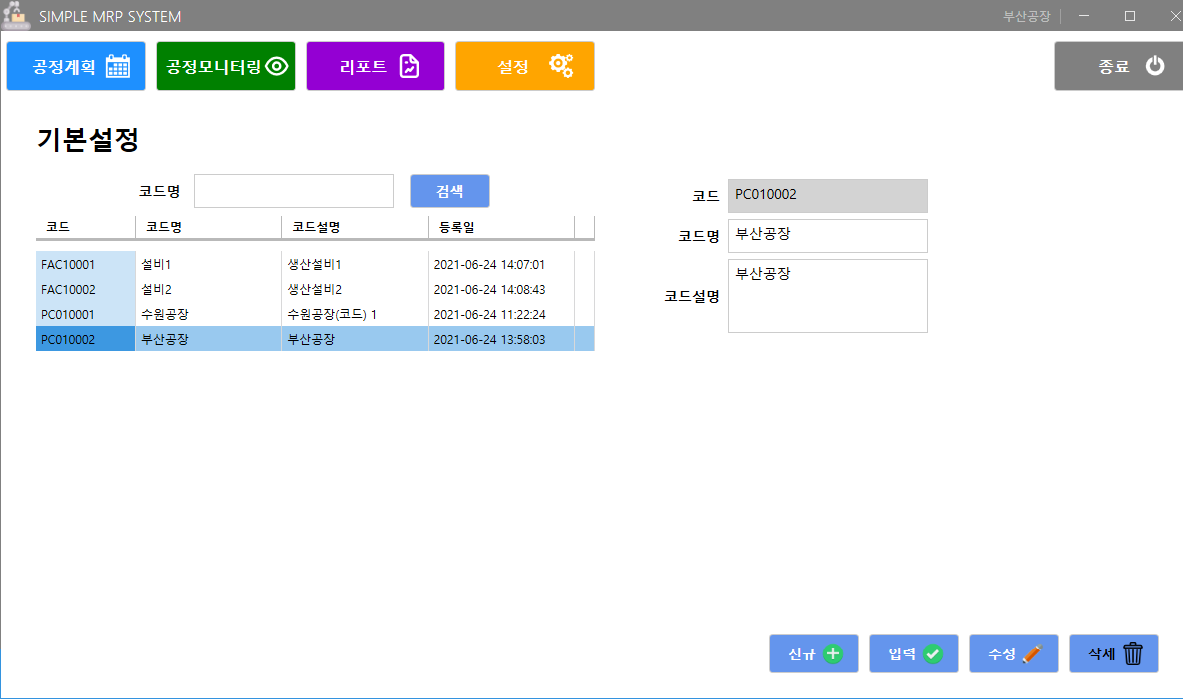 SIMPLE MRP SYSTEM 부산공장
공정계획 공정모니터링 리포트 설정 종료
기본설정
코드명 검색
코드 코드명 코드설명 등록일
FAC10001 설비1 생산설비1 2021-06-24 14:07:01
FAC10002 설비2 생산설비2 2021-06-24 14:08:43
PC010001 수원공장 수원공장(코드) 1 2021-06-24 11:22:24
PC010002 부산공장 부산공장 2021-06-24 13:58:03
코드 PC010002
코드명 부산공장
코드설명 부산공장
신규 입력 수성 삭제